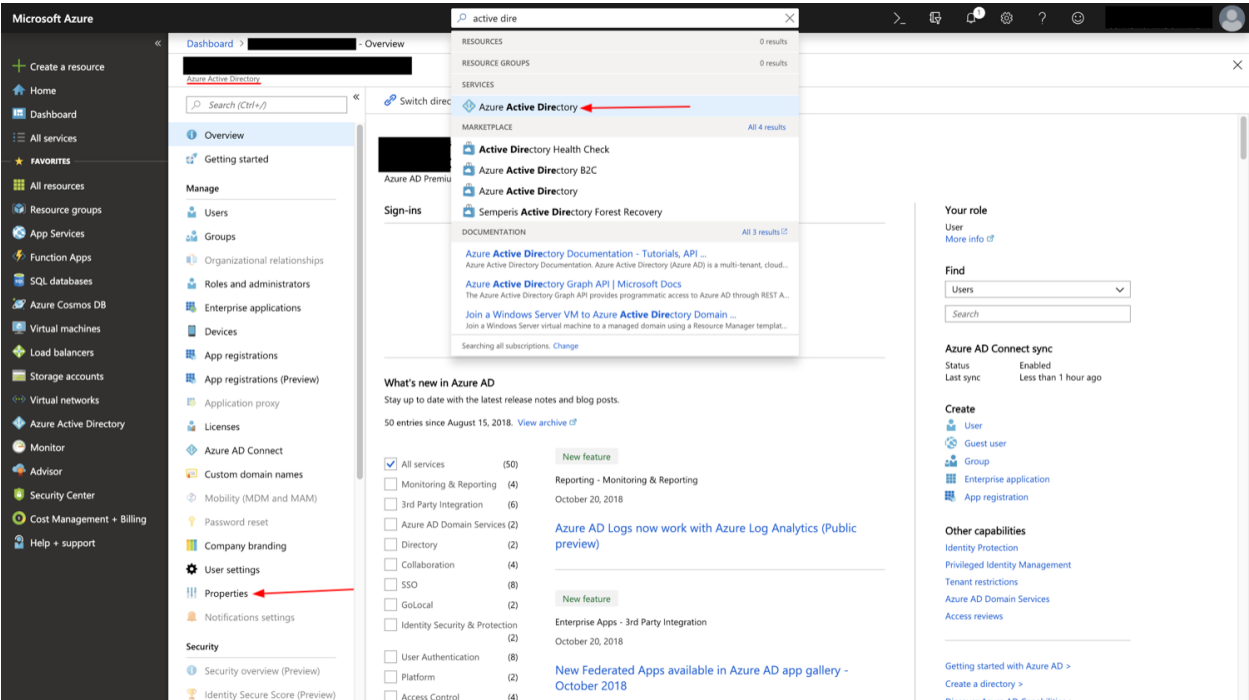 Microsoft Azure
active dire
1
Create a resource
Home
Dashboard
All services
FAVORITES
All resources
Resource groups
App Services
Function Apps
SQL databases
Azure Cosmos DB
Virtual machines
Load balancers
Storage accounts
Virtual networks
Azure Active Directory
Monitor
Advisor
Security Center
Cost Management + Billing
Help + support
Dashboard > - Overview
Azure Active Directory
Search (Ctrl+/)
Overview
Getting started
Manage
Users
Groups
Organizational relationships
Roles and administrators
Enterprise applications
Devices
App registrations
App registrations (Preview)
Application proxy
Licenses
Azure AD Connect
Custom domain names
Mobility (MDM and MAM)
Password reset
Company branding
User settings
Properties
Notifications settings
Security
Security overview (Preview)
Identity Secure Score (Preview)
RESOURCES 0 results
RESOURCE GROUPS 0 results
SERVICES
Azure Active Directory
MARKETPLACE All 4 results
Active Directory Health Check
Azure Active Directory B2C
Azure Active Directory
Semperis Active Directory Forest Recovery
DOCUMENTATION All 3 results
Azure Active Directory Documentation - Tutorials, API ...
Azure Active Directory Documentation. Azure Active Directory (Azure AD) is a multi-tenant, cloud...
Azure Active Directory Graph API | Microsoft Docs
The Azure Active Directory Graph API provides programmatic access to Azure AD through REST A...
Join a Windows Server VM to Azure Active Directory Domain ...
Join a Windows Server virtual machine to a managed domain using a Resource Manager templat...
Searching all subscriptions. Change
Switch direc
Azure AD Premiu
Sign-ins
What's new in Azure AD
Stay up to date with the latest release notes and blog posts.
50 entries since August 15, 2018. View archive
All services (50)
Monitoring & Reporting (4)
3rd Party Integration (6)
Azure AD Domain Services (2)
Directory (2)
Collaboration (4)
SSO (8)
GoLocal (2)
Identity Security & Protection
(2)
User Authentication (8)
Platform (2)
Access Control (4)
New feature
Reporting - Monitoring & Reporting
October 20, 2018
Azure AD Logs now work with Azure Log Analytics (Public
preview)
New feature
Enterprise Apps - 3rd Party Integration
October 20, 2018
New Federated Apps available in Azure AD app gallery -
October 2018
Your role
User
More info
Find
Users
Search
Azure AD Connect sync
Status Enabled
Last sync Less than 1 hour ago
Create
User
Guest user
Group
Enterprise application
App registration
Other capabilities
Identity Protection
Privileged Identity Management
Tenant restrictions
Azure AD Domain Services
Access reviews
Getting started with Azure AD >
Create a directory >